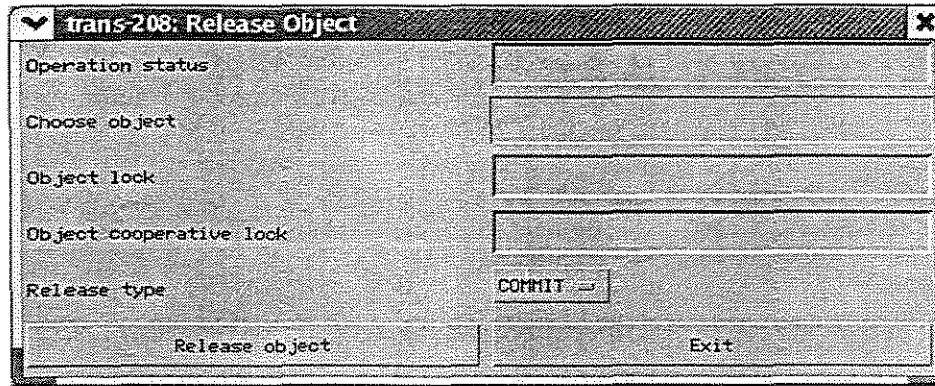 trans-208: Release Object
Operation status
Choose object
Object lock
Object cooperative lock
Release type COMMIT
Release object Exit